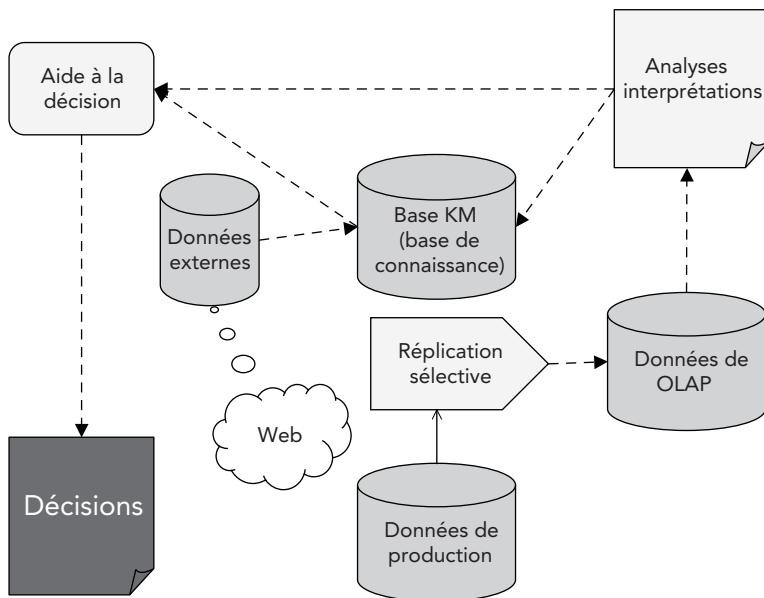 Aide à la
décision
Analyses
interprétations
Données
externes
Base KM
(base de
connaissance)
Réplication
sélective
Données de
OLAP
Web
Décisions
Données de
production